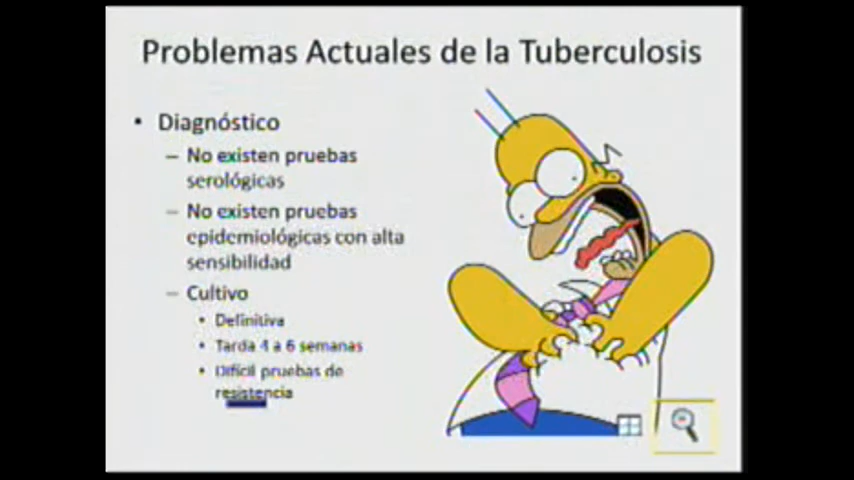 Problemas Actuales de la Tuberculosis
• Diagnóstico
– No existen pruebas
serológicas
– No existen pruebas
epidemiológicas con alta
sensibilidad
– Cultivo
• Definitiva
• Tarda 4 a 6 semanas
• Difícil pruebas de
resistencia